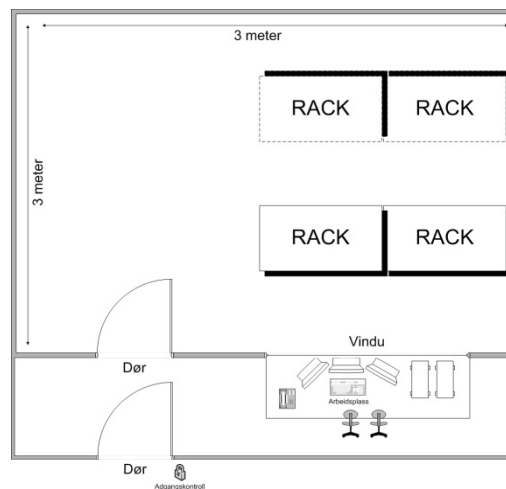 3 meter
3 meter
RACK
RACK
RACK
RACK
Vindu
Dør
Arbeidsplass
Dør
Adgangskontroll